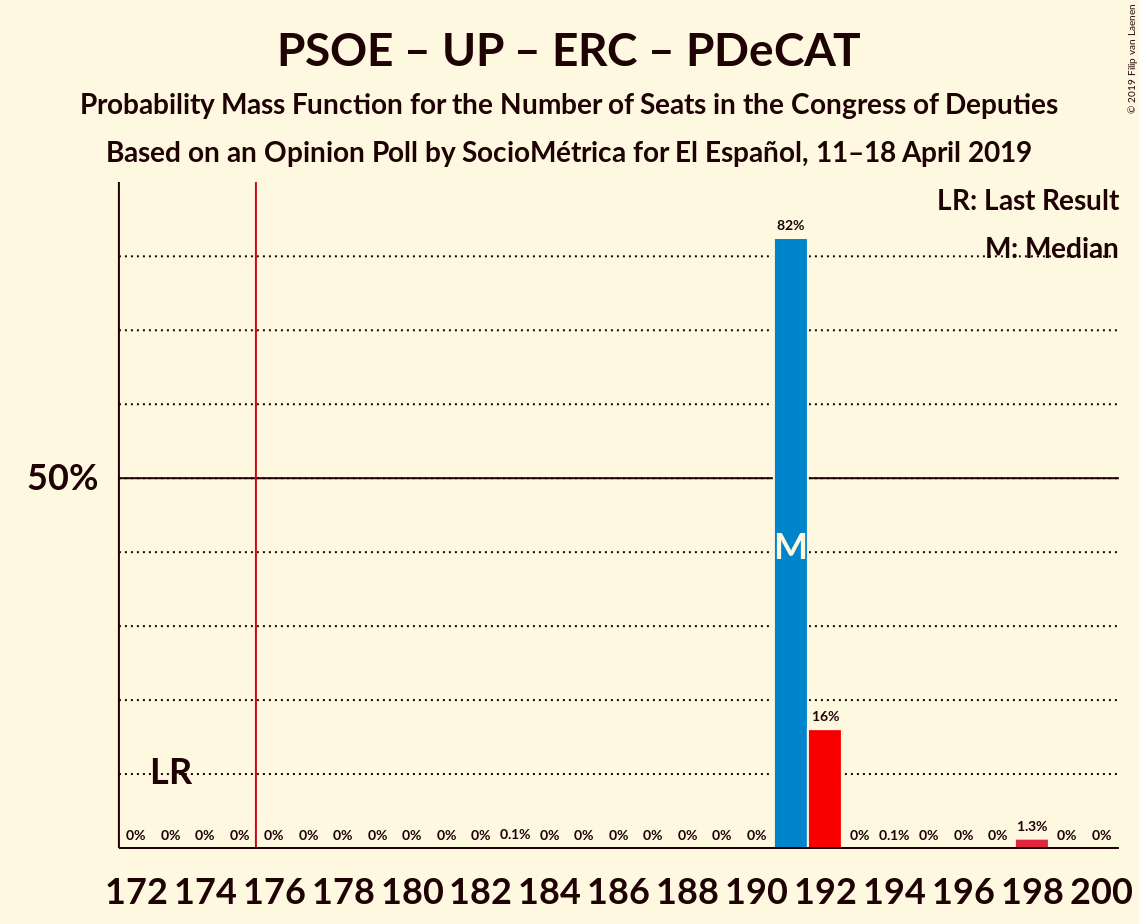 PSOE – UP – ERC – PDeCAT
Probability Mass Function for the Number of Seats in the Congress of Deputies
Based on an Opinion Poll by SocioMétrica for El Español, 11–18 April 2019
© 2019 Filip van Laenen
LR: Last Result
M: Median
82%
50%
M
16%
LR
0% 0% 0% 0% 0% 0% 0% 0% 0% 0% 0% 0.1% 0% 0% 0% 0% 0% 0% 0% 0% 0.1% 0% 0% 0% 1.3% 0% 0%
172 174 176 178 180 182 184 186 188 190 192 194 196 198 200